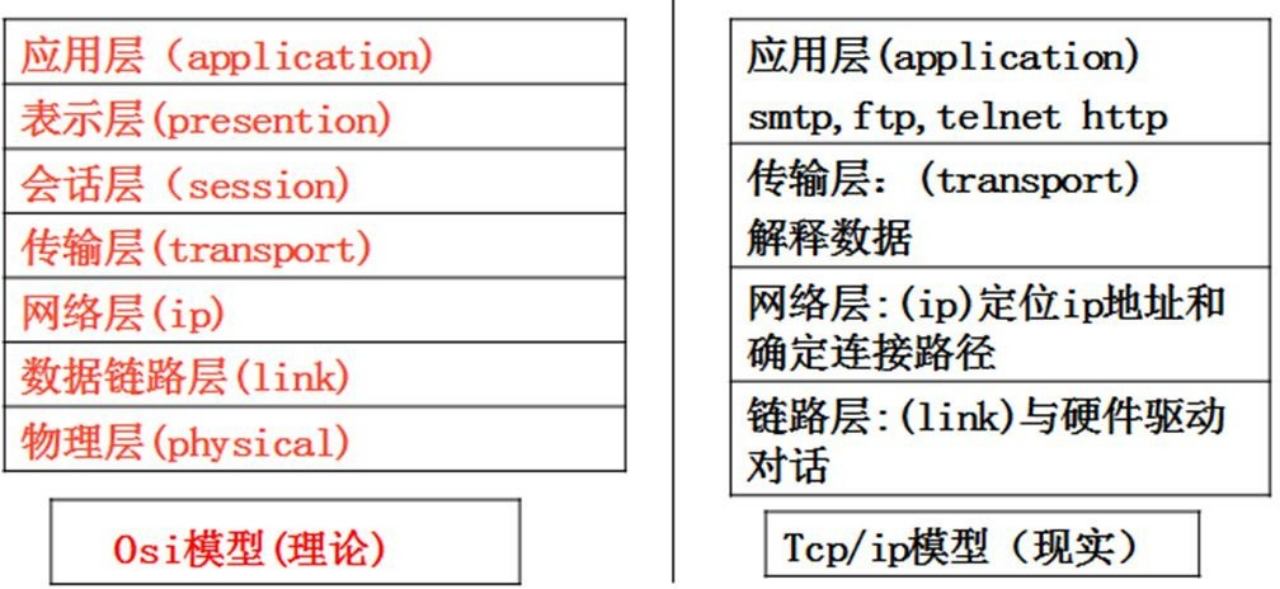 应用层（application)
表示层(presention)
会话层（session)
传输层(transport)
网络层(ip)
数据链路层(link)
物理层(physical)
Osi模型(理论)
应用层(application)
smtp,ftp,telnet http
传输层：(transport)
解释数据
网络层:(ip)定位ip地址和
确定连接路径
链路层:(link)与硬件驱动
对话
Tcp/ip模型（现实）